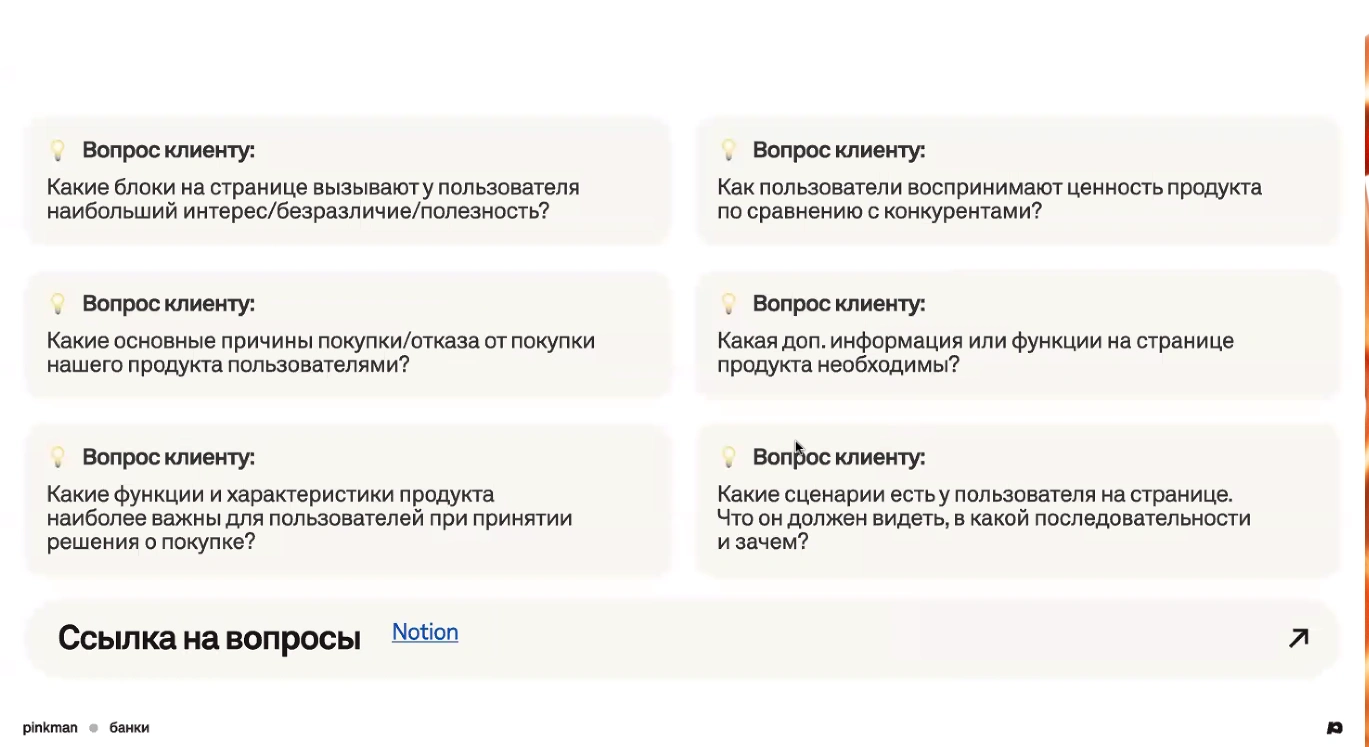 Вопрос клиенту:
Какие блоки на странице вызывают у пользователя
наибольший интерес/безразличие/полезность?
Вопрос клиенту:
Как пользователи воспринимают ценность продукта
по сравнению с конкурентами?
Вопрос клиенту:
Какие основные причины покупки/отказа от покупки
нашего продукта пользователями?
Вопрос клиенту:
Какая доп. информация или функции на странице
продукта необходимы?
Вопрос клиенту:
Какие функции и характеристики продукта
наиболее важны для пользователей при принятии
решения о покупке?
Вопрос клиенту:
Какие сценарии есть у пользователя на странице.
Что он должен видеть, в какой последовательности
и зачем?
Ссылка на вопросы Notion
pinkman банки